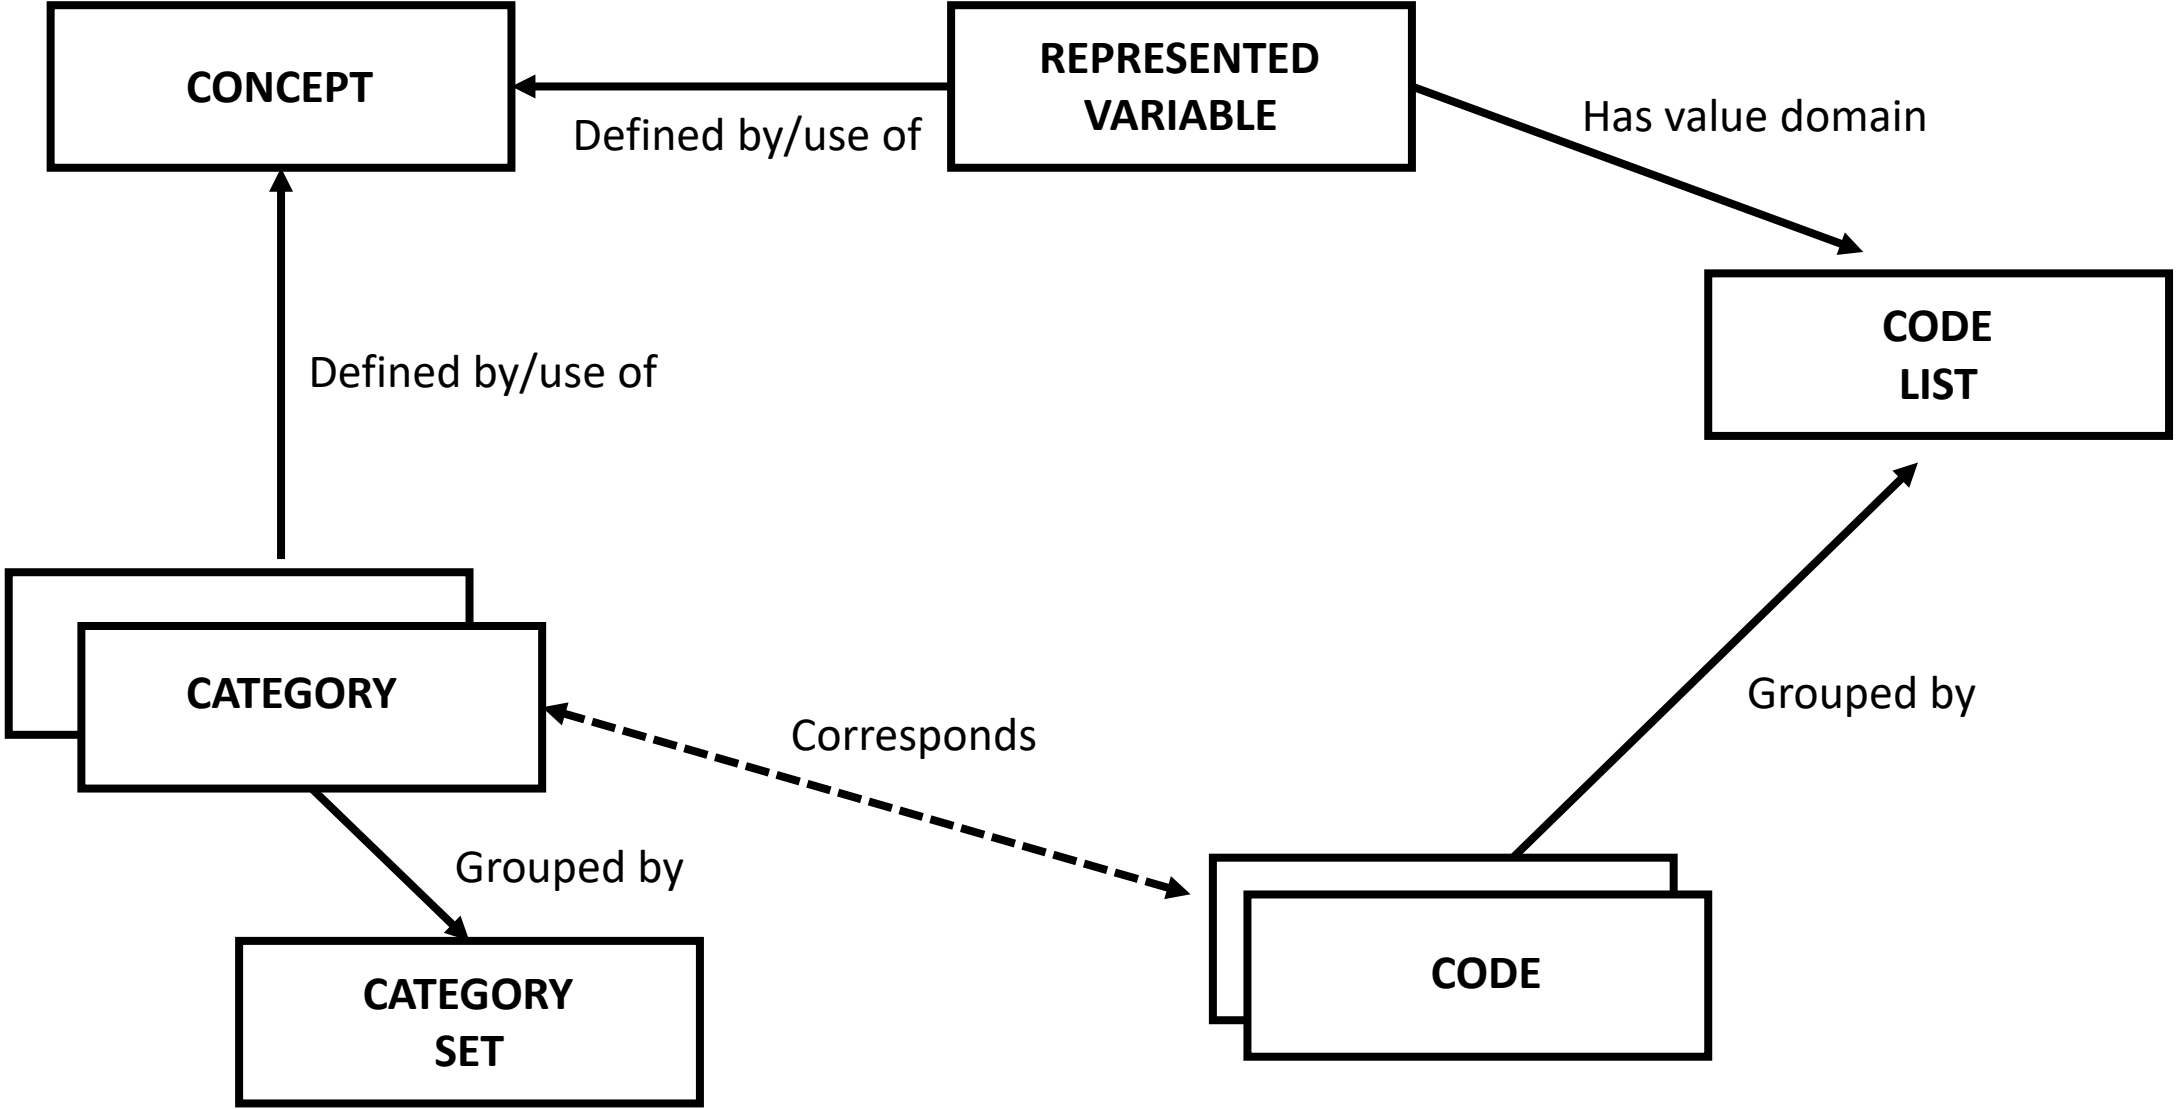 CONCEPT
REPRESENTED
VARIABLE
Defined by/use of
Has value domain
CODE
LIST
Defined by/use of
CATEGORY
Grouped by
Corresponds
Grouped by
CATEGORY
SET
CODE